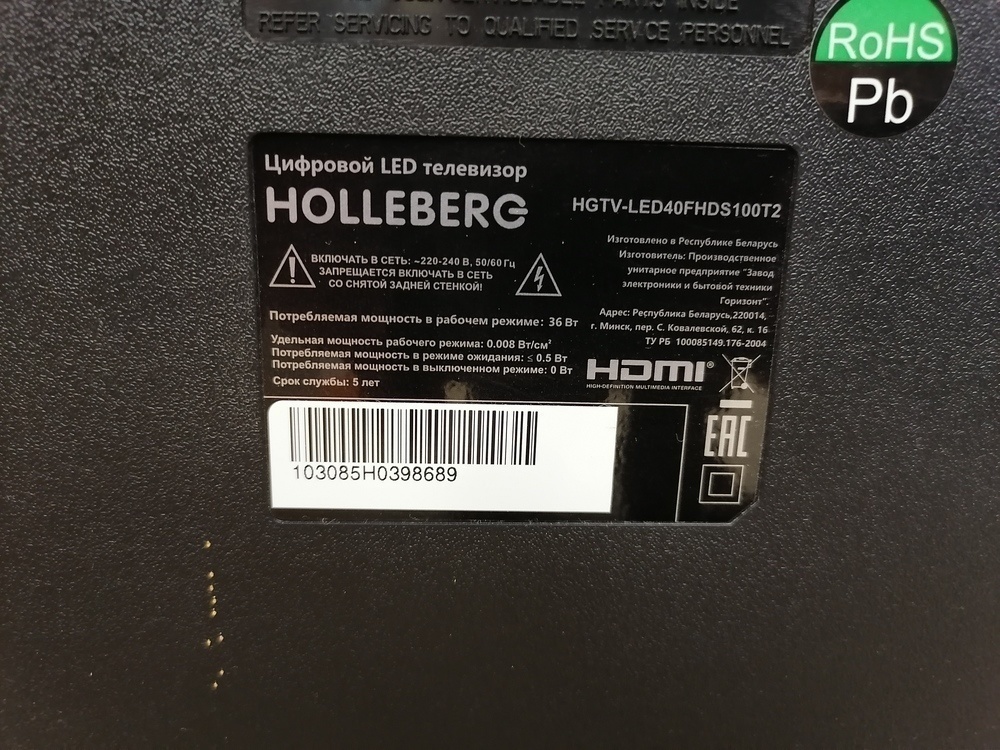 PARTS INSIDE
REFER SERVICING TO QUALIFIED SERVICE PERSONNEL
RoHS
Pb
Цифровой LED телевизор
HOLLEBERG
HGTV-LED40FHDS100T2
ВКЛЮЧАТЬ В СЕТЬ: ~220-240 В, 50/60 Гц
ЗАПРЕЩАЕТСЯ ВКЛЮЧАТЬ В СЕТЬ
СО СНЯТОЙ ЗАДНЕЙ СТЕНКОЙ!
Изготовлено в Республике Беларусь
Изготовитель: Производственное
унитарное предприятие "Завод
электроники и бытовой техники
Горизонт".
Адрес: Республика Беларусь,220014,
г. Минск, пер. С. Ковалевской, 62, к. 16
ТУ РБ 100085149.176-2004
Потребляемая мощность в рабочем режиме: 36 Вт
Удельная мощность рабочего режима: 0.008 Вт/см²
Потребляемая мощность в режиме ожидания: ≤ 0.5 Вт
Потребляемая мощность в выключенном режиме: 0 Вт
Срок службы: 5 лет
HDMI®
HIGH-DEFINITION MULTIMEDIA INTERFACE
EAC
103085H0398689